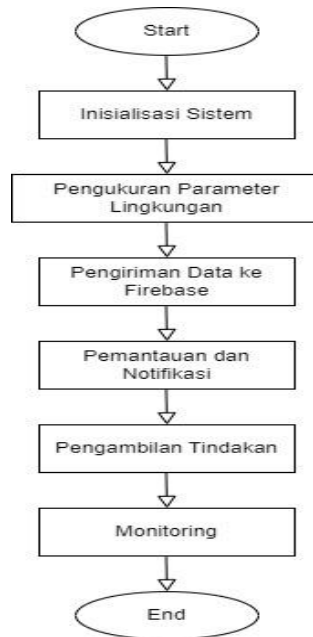 Start
Inisialisasi Sistem
Pengukuran Parameter
Lingkungan
Pengiriman Data ke
Firebase
Pemantauan dan
Notifikasi
Pengambilan Tindakan
Monitoring
End